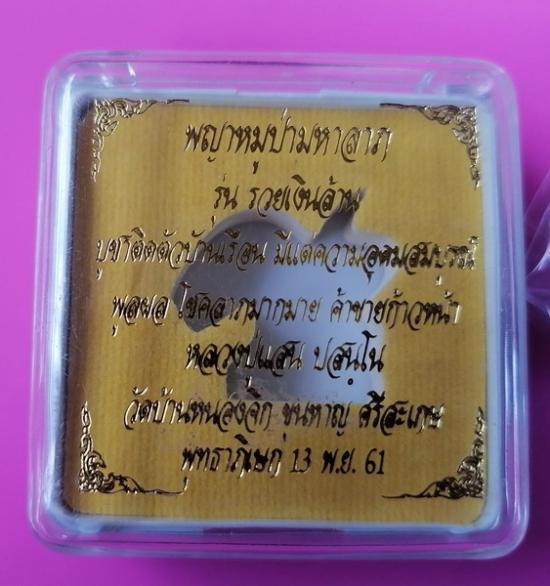 พญาหมูป่ามหาลาภ
รุ่น รวยเงินล้าน
บูชาติดตัวบ้านเรือน มีแต่ความอุดมสมบูรณ์
พูลผล โชคลาภมากมาย ค้าขายก้าวหน้า
หลวงปู่แสน ปสนฺโน
วัดบ้านหนองจิก ขุนหาญ ศรีสะเกษ
พุทธาภิเษก 13 พ.ย. 61